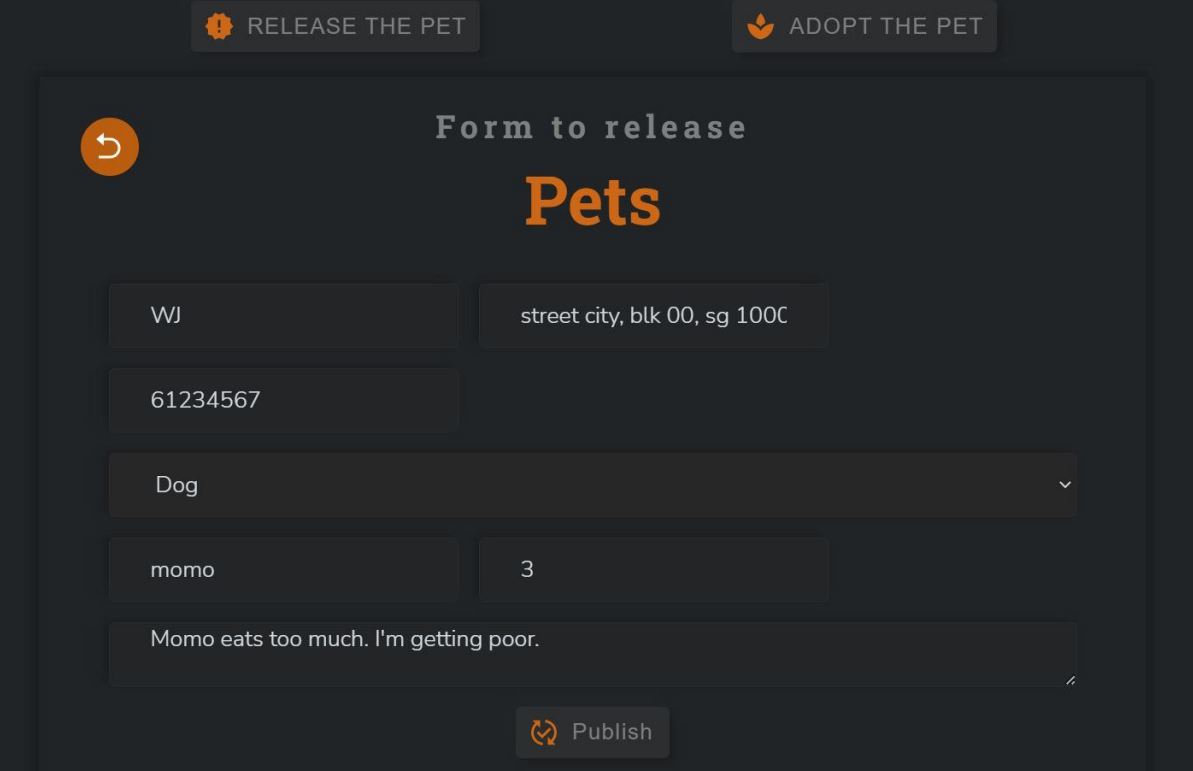 RELEASE THE PET ADOPT THE PET
Form to release
Pets
WJ street city, blk 00, sg 100
61234567
Dog
momo 3
Momo eats too much. I'm getting poor.
Publish